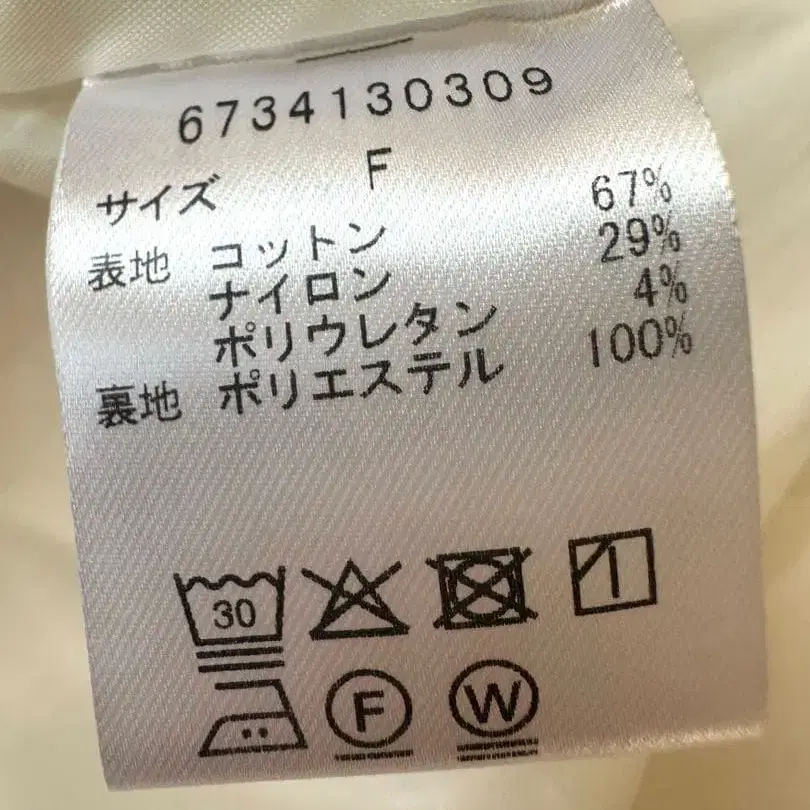 6734130309
サイズ F
表地 コットン 67%
ナイロン 29%
ポリウレタン 4%
裏地 ポリエステル 100%
30
F W